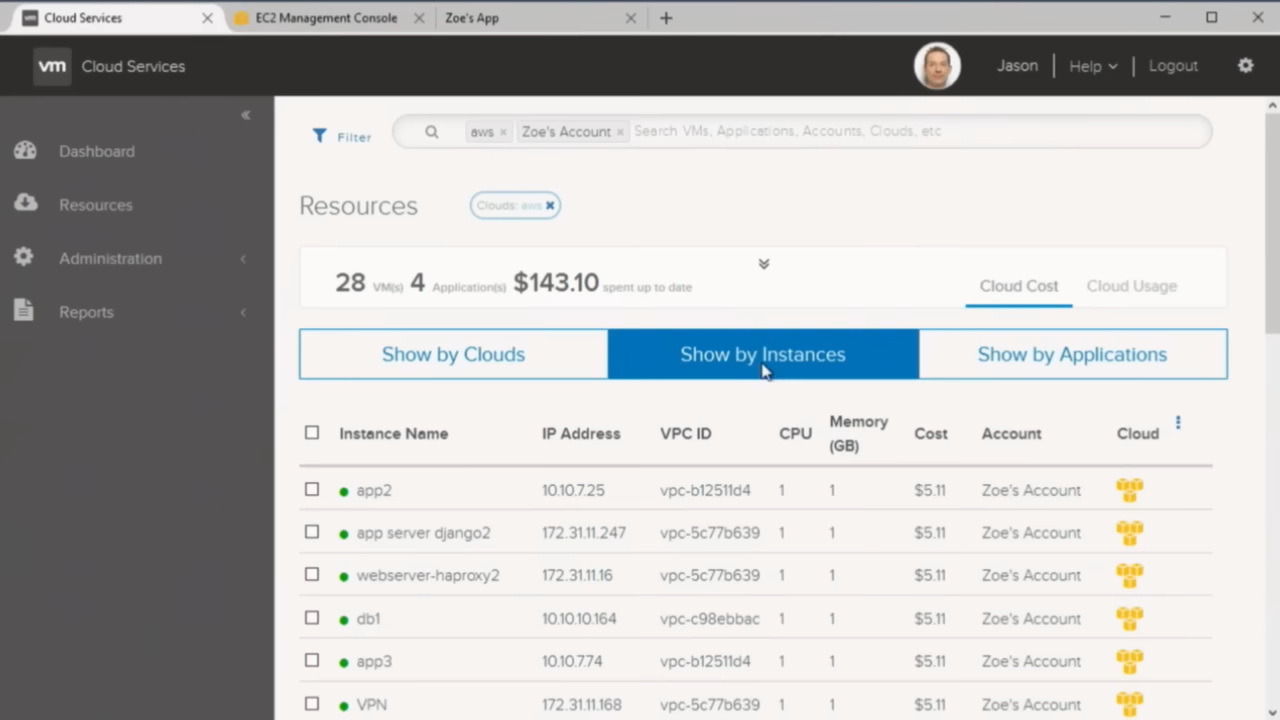 Cloud Services
EC2 Management Console
Zoe's App
vm Cloud Services
Jason
Help
Logout
Filter
aws × Zoe's Account × Search VMs, Applications, Accounts, Clouds, etc
Dashboard
Resources
Administration
Reports
Resources
Clouds: aws ×
28 VM(s) 4 Application(s) $143.10 spent up to date
Cloud Cost
Cloud Usage
Show by Clouds
Show by Instances
Show by Applications
Instance Name IP Address VPC ID CPU Memory (GB) Cost Account Cloud
app2 10.10.7.25 vpc-b12511d4 1 1 $5.11 Zoe's Account
app server django2 172.31.11.247 vpc-5c77b639 1 1 $5.11 Zoe's Account
webserver-haproxy2 172.31.11.16 vpc-5c77b639 1 1 $5.11 Zoe's Account
db1 10.10.10.164 vpc-c98ebbac 1 1 $5.11 Zoe's Account
app3 10.10.7.74 vpc-b12511d4 1 1 $5.11 Zoe's Account
VPN 172.31.11.168 vpc-5c77b639 1 1 $5.11 Zoe's Account